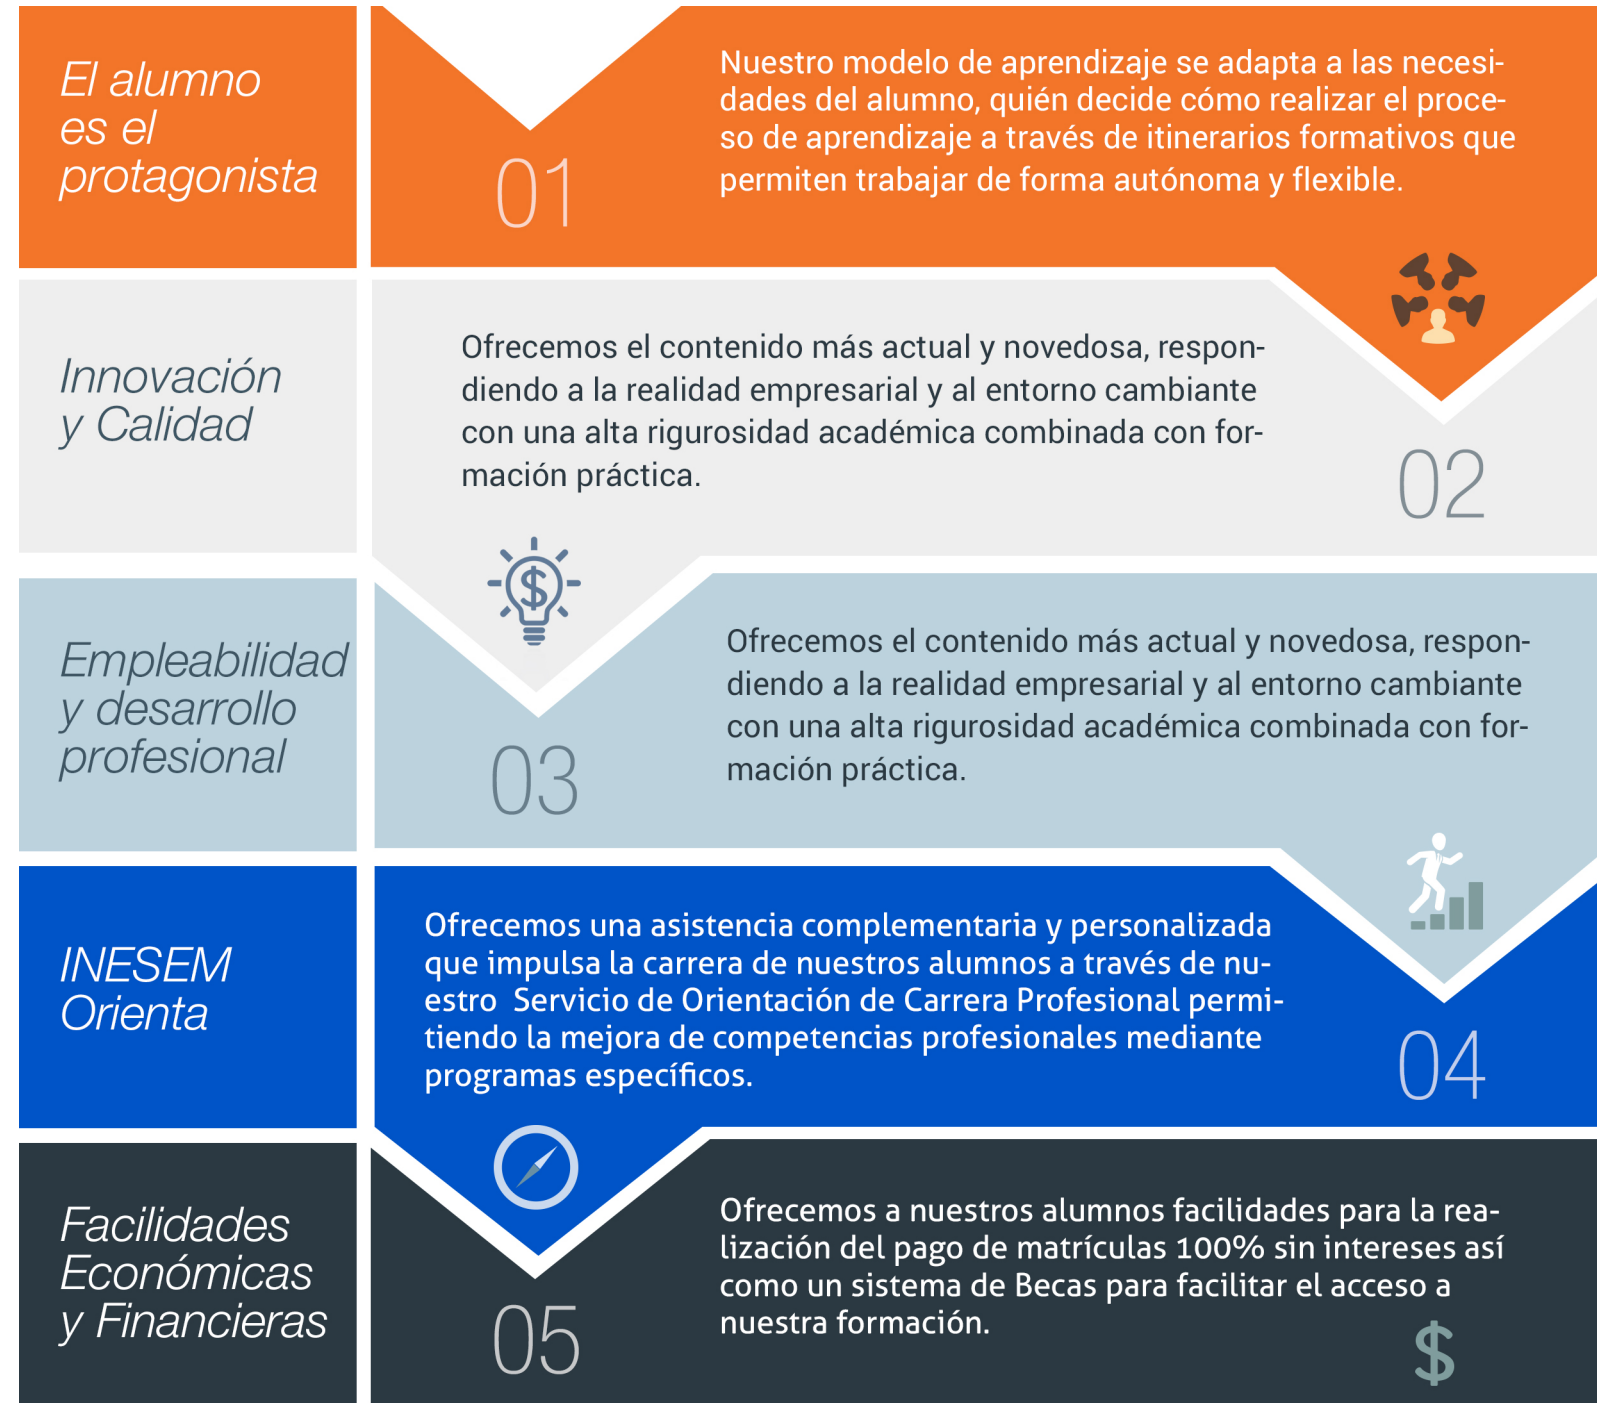 El alumno
es el
protagonista
01
Nuestro modelo de aprendizaje se adapta a las necesi-
dades del alumno, quién decide cómo realizar el proce-
so de aprendizaje a través de itinerarios formativos que
permiten trabajar de forma autónoma y flexible.
Innovación
y Calidad
Ofrecemos el contenido más actual y novedosa, respon-
diendo a la realidad empresarial y al entorno cambiante
con una alta rigurosidad académica combinada con for-
mación práctica.
02
$
Empleabilidad
y desarrollo
profesional
03
Ofrecemos el contenido más actual y novedosa, respon-
diendo a la realidad empresarial y al entorno cambiante
con una alta rigurosidad académica combinada con for-
mación práctica.
INESEM
Orienta
Ofrecemos una asistencia complementaria y personalizada
que impulsa la carrera de nuestros alumnos a través de nu-
estro  Servicio de Orientación de Carrera Profesional permi-
tiendo la mejora de competencias profesionales mediante
programas específicos.
04
Facilidades
Económicas
y Financieras
05
Ofrecemos a nuestros alumnos facilidades para la rea-
lización del pago de matrículas 100% sin intereses así
como un sistema de Becas para facilitar el acceso a
nuestra formación.
$